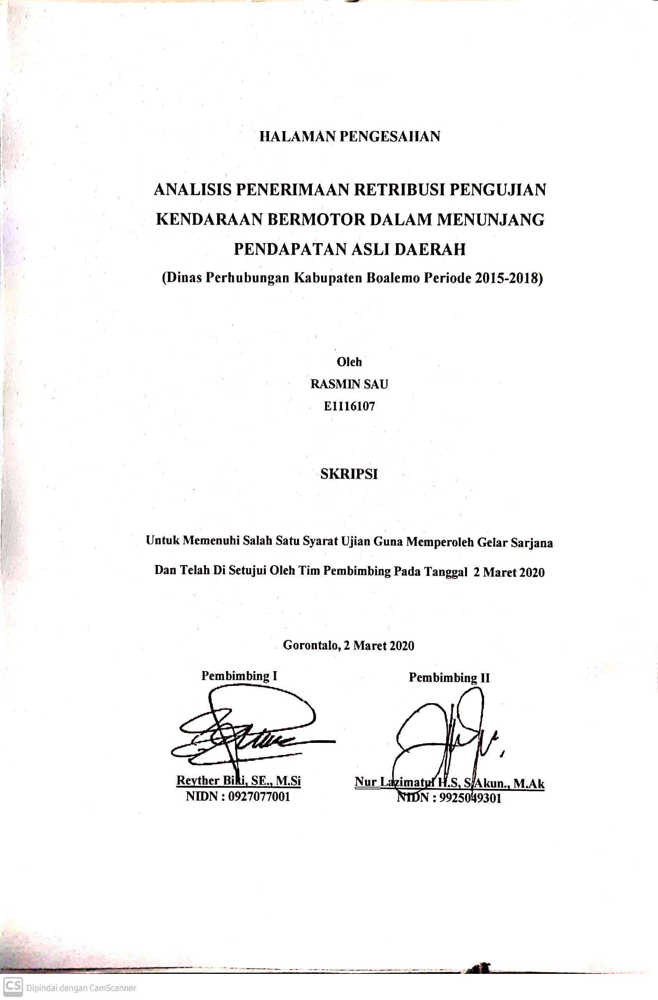 HALAMAN PENGESAHAN
ANALISIS PENERIMAAN RETRIBUSI PENGUJIAN
KENDARAAN BERMOTOR DALAM MENUNJANG
PENDAPATAN ASLI DAERAH
(Dinas Perhubungan Kabupaten Boalemo Periode 2015-2018)
Oleh
RASMIN SAU
E1116107
SKRIPSI
Untuk Memenuhi Salah Satu Syarat Ujian Guna Memperoleh Gelar Sarjana
Dan Telah Di Setujui Oleh Tim Pembimbing Pada Tanggal 2 Maret 2020
Gorontalo, 2 Maret 2020
Pembimbing I
Reyther Biki, SE., M.Si
NIDN : 0927077001
Pembimbing II
Nur Lazimatul H.S, S.Akun., M.Ak
NIDN : 9925049301
CS Dipindai dengan CamScanner